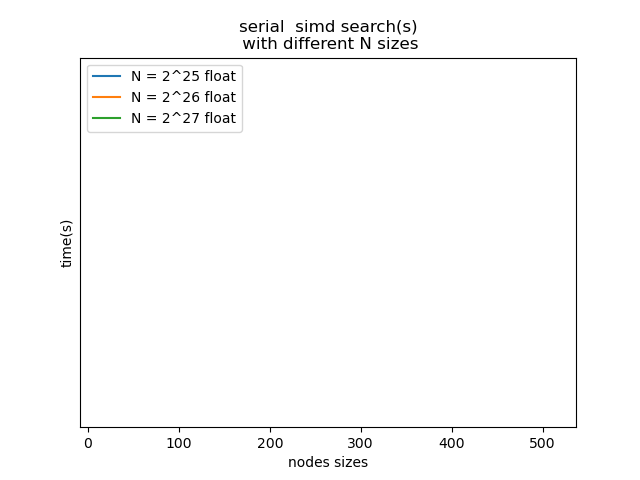 serial  simd search(s)
with different N sizes
N = 2^25 float
N = 2^26 float
N = 2^27 float
time(s)
0 100 200 300 400 500
nodes sizes